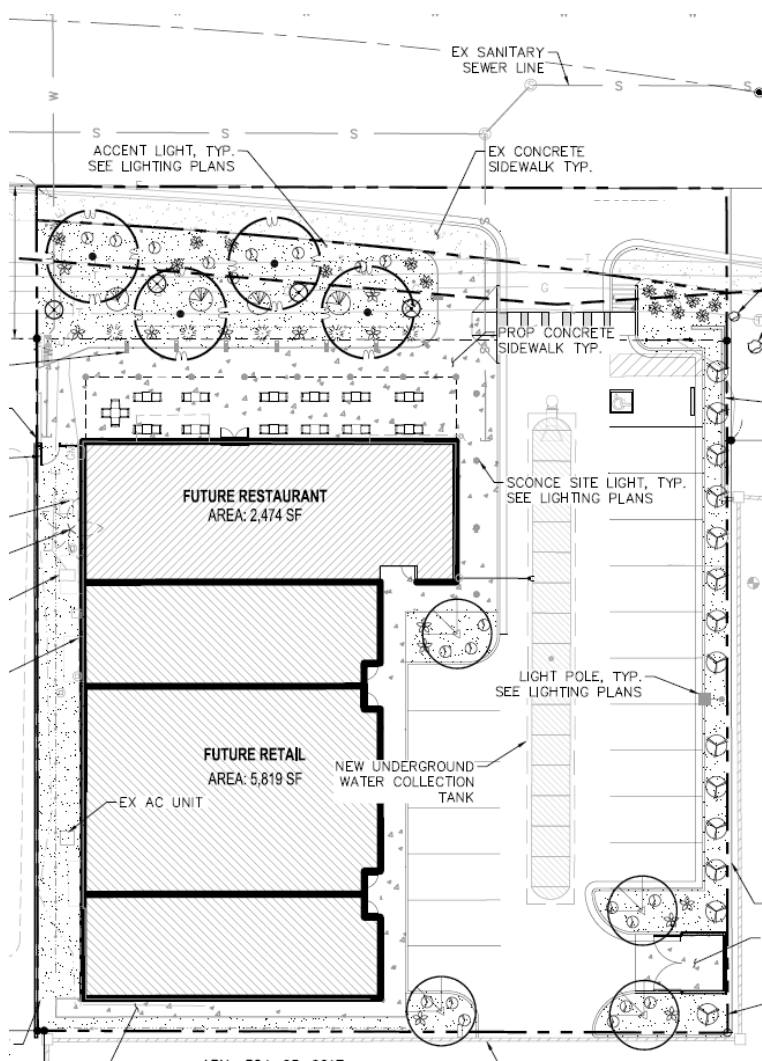 EX SANITARY
SEWER LINE
W
S
S
S
S
S
ACCENT LIGHT, TYP.
SEE LIGHTING PLANS
EX CONCRETE
SIDEWALK TYP.
S
T
G
PROP CONCRETE
SIDEWALK TYP.
FUTURE RESTAURANT
AREA: 2,474 SF
SCONCE SITE LIGHT, TYP.
SEE LIGHTING PLANS
LIGHT POLE, TYP.
SEE LIGHTING PLANS
FUTURE RETAIL
AREA: 5,819 SF
NEW UNDERGROUND
WATER COLLECTION
TANK
EX AC UNIT